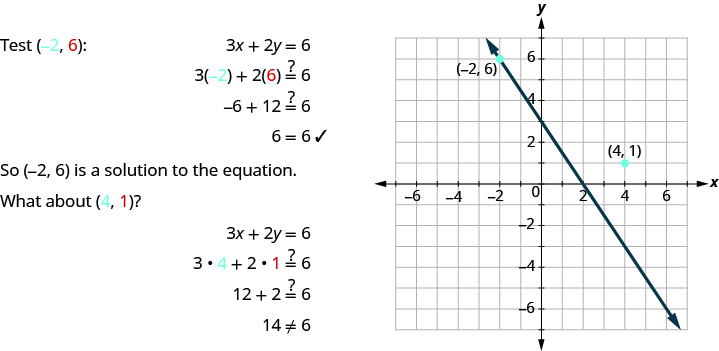 Test (–2, 6):
3x + 2y = 6
3(–2) + 2(6) ≟ 6
–6 + 12 ≟ 6
6 = 6 ✓
So (–2, 6) is a solution to the equation.
What about (4, 1)?
3x + 2y = 6
3 • 4 + 2 • 1 ≟ 6
12 + 2 ≟ 6
14 ≠ 6
y
6
(–2, 6)
4
2
(4, 1)
x
–6 –4 –2 0 2 4 6
–2
–4
–6